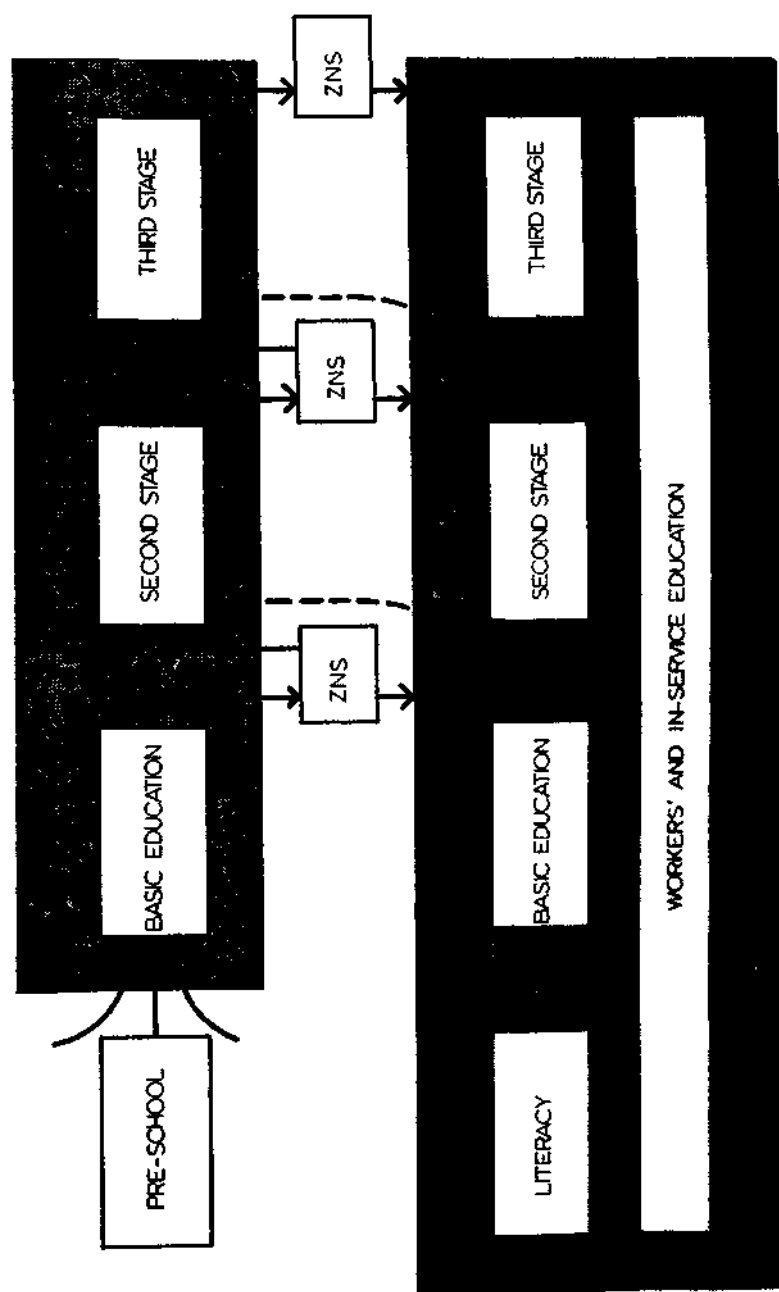 PRE-SCHOOL
BASIC EDUCATION
SECOND STAGE
THIRD STAGE
ZNS
ZNS
ZNS
LITERACY
BASIC EDUCATION
SECOND STAGE
THIRD STAGE
WORKERS' AND IN-SERVICE EDUCATION